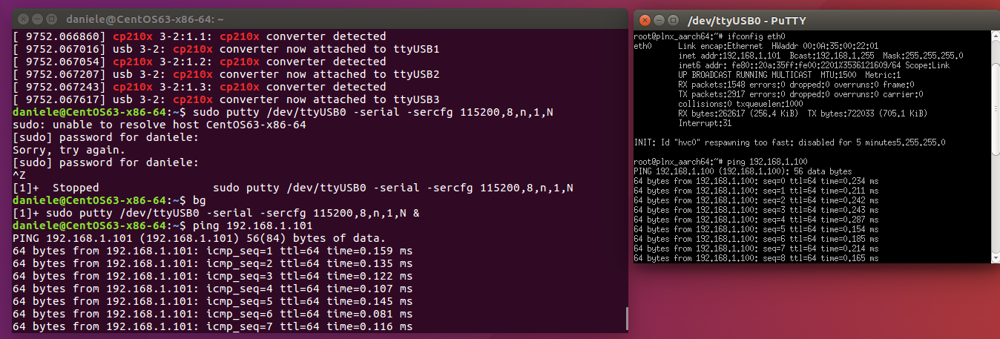 daniele@CentOS63-x86-64: ~
[ 9752.066860] cp210x 3-2:1.1: cp210x converter detected
[ 9752.067016] usb 3-2: cp210x converter now attached to ttyUSB1
[ 9752.067054] cp210x 3-2:1.2: cp210x converter detected
[ 9752.067207] usb 3-2: cp210x converter now attached to ttyUSB2
[ 9752.067243] cp210x 3-2:1.3: cp210x converter detected
[ 9752.067617] usb 3-2: cp210x converter now attached to ttyUSB3
daniele@CentOS63-x86-64:~$ sudo putty /dev/ttyUSB0 -serial -sercfg 115200,8,n,1,N
sudo: unable to resolve host CentOS63-x86-64
[sudo] password for daniele:
Sorry, try again.
[sudo] password for daniele:
^Z
[1]+  Stopped                 sudo putty /dev/ttyUSB0 -serial -sercfg 115200,8,n,1,N
daniele@CentOS63-x86-64:~$ bg
[1]+ sudo putty /dev/ttyUSB0 -serial -sercfg 115200,8,n,1,N &
daniele@CentOS63-x86-64:~$ ping 192.168.1.101
PING 192.168.1.101 (192.168.1.101) 56(84) bytes of data.
64 bytes from 192.168.1.101: icmp_seq=1 ttl=64 time=0.159 ms
64 bytes from 192.168.1.101: icmp_seq=2 ttl=64 time=0.135 ms
64 bytes from 192.168.1.101: icmp_seq=3 ttl=64 time=0.122 ms
64 bytes from 192.168.1.101: icmp_seq=4 ttl=64 time=0.107 ms
64 bytes from 192.168.1.101: icmp_seq=5 ttl=64 time=0.145 ms
64 bytes from 192.168.1.101: icmp_seq=6 ttl=64 time=0.081 ms
64 bytes from 192.168.1.101: icmp_seq=7 ttl=64 time=0.116 ms
/dev/ttyUSB0 - PuTTY
root@plnx_aarch64:~# ifconfig eth0
eth0      Link encap:Ethernet  HWaddr 00:0A:35:00:22:01
          inet addr:192.168.1.101  Bcast:192.168.1.255  Mask:255.255.255.0
          inet6 addr: fe80::20a:35ff:fe00:2201%3536121609/64 Scope:Link
          UP BROADCAST RUNNING MULTICAST  MTU:1500  Metric:1
          RX packets:1548 errors:0 dropped:0 overruns:0 frame:0
          TX packets:2917 errors:0 dropped:0 overruns:0 carrier:0
          collisions:0 txqueuelen:1000
          RX bytes:262617 (256.4 KiB)  TX bytes:722033 (705.1 KiB)
          Interrupt:31
INIT: Id "hvc0" respawning too fast: disabled for 5 minutes5.255.255.0
root@plnx_aarch64:~# ping 192.168.1.100
PING 192.168.1.100 (192.168.1.100): 56 data bytes
64 bytes from 192.168.1.100: seq=0 ttl=64 time=0.234 ms
64 bytes from 192.168.1.100: seq=1 ttl=64 time=0.211 ms
64 bytes from 192.168.1.100: seq=2 ttl=64 time=0.242 ms
64 bytes from 192.168.1.100: seq=3 ttl=64 time=0.243 ms
64 bytes from 192.168.1.100: seq=4 ttl=64 time=0.287 ms
64 bytes from 192.168.1.100: seq=5 ttl=64 time=0.154 ms
64 bytes from 192.168.1.100: seq=6 ttl=64 time=0.185 ms
64 bytes from 192.168.1.100: seq=7 ttl=64 time=0.214 ms
64 bytes from 192.168.1.100: seq=8 ttl=64 time=0.165 ms